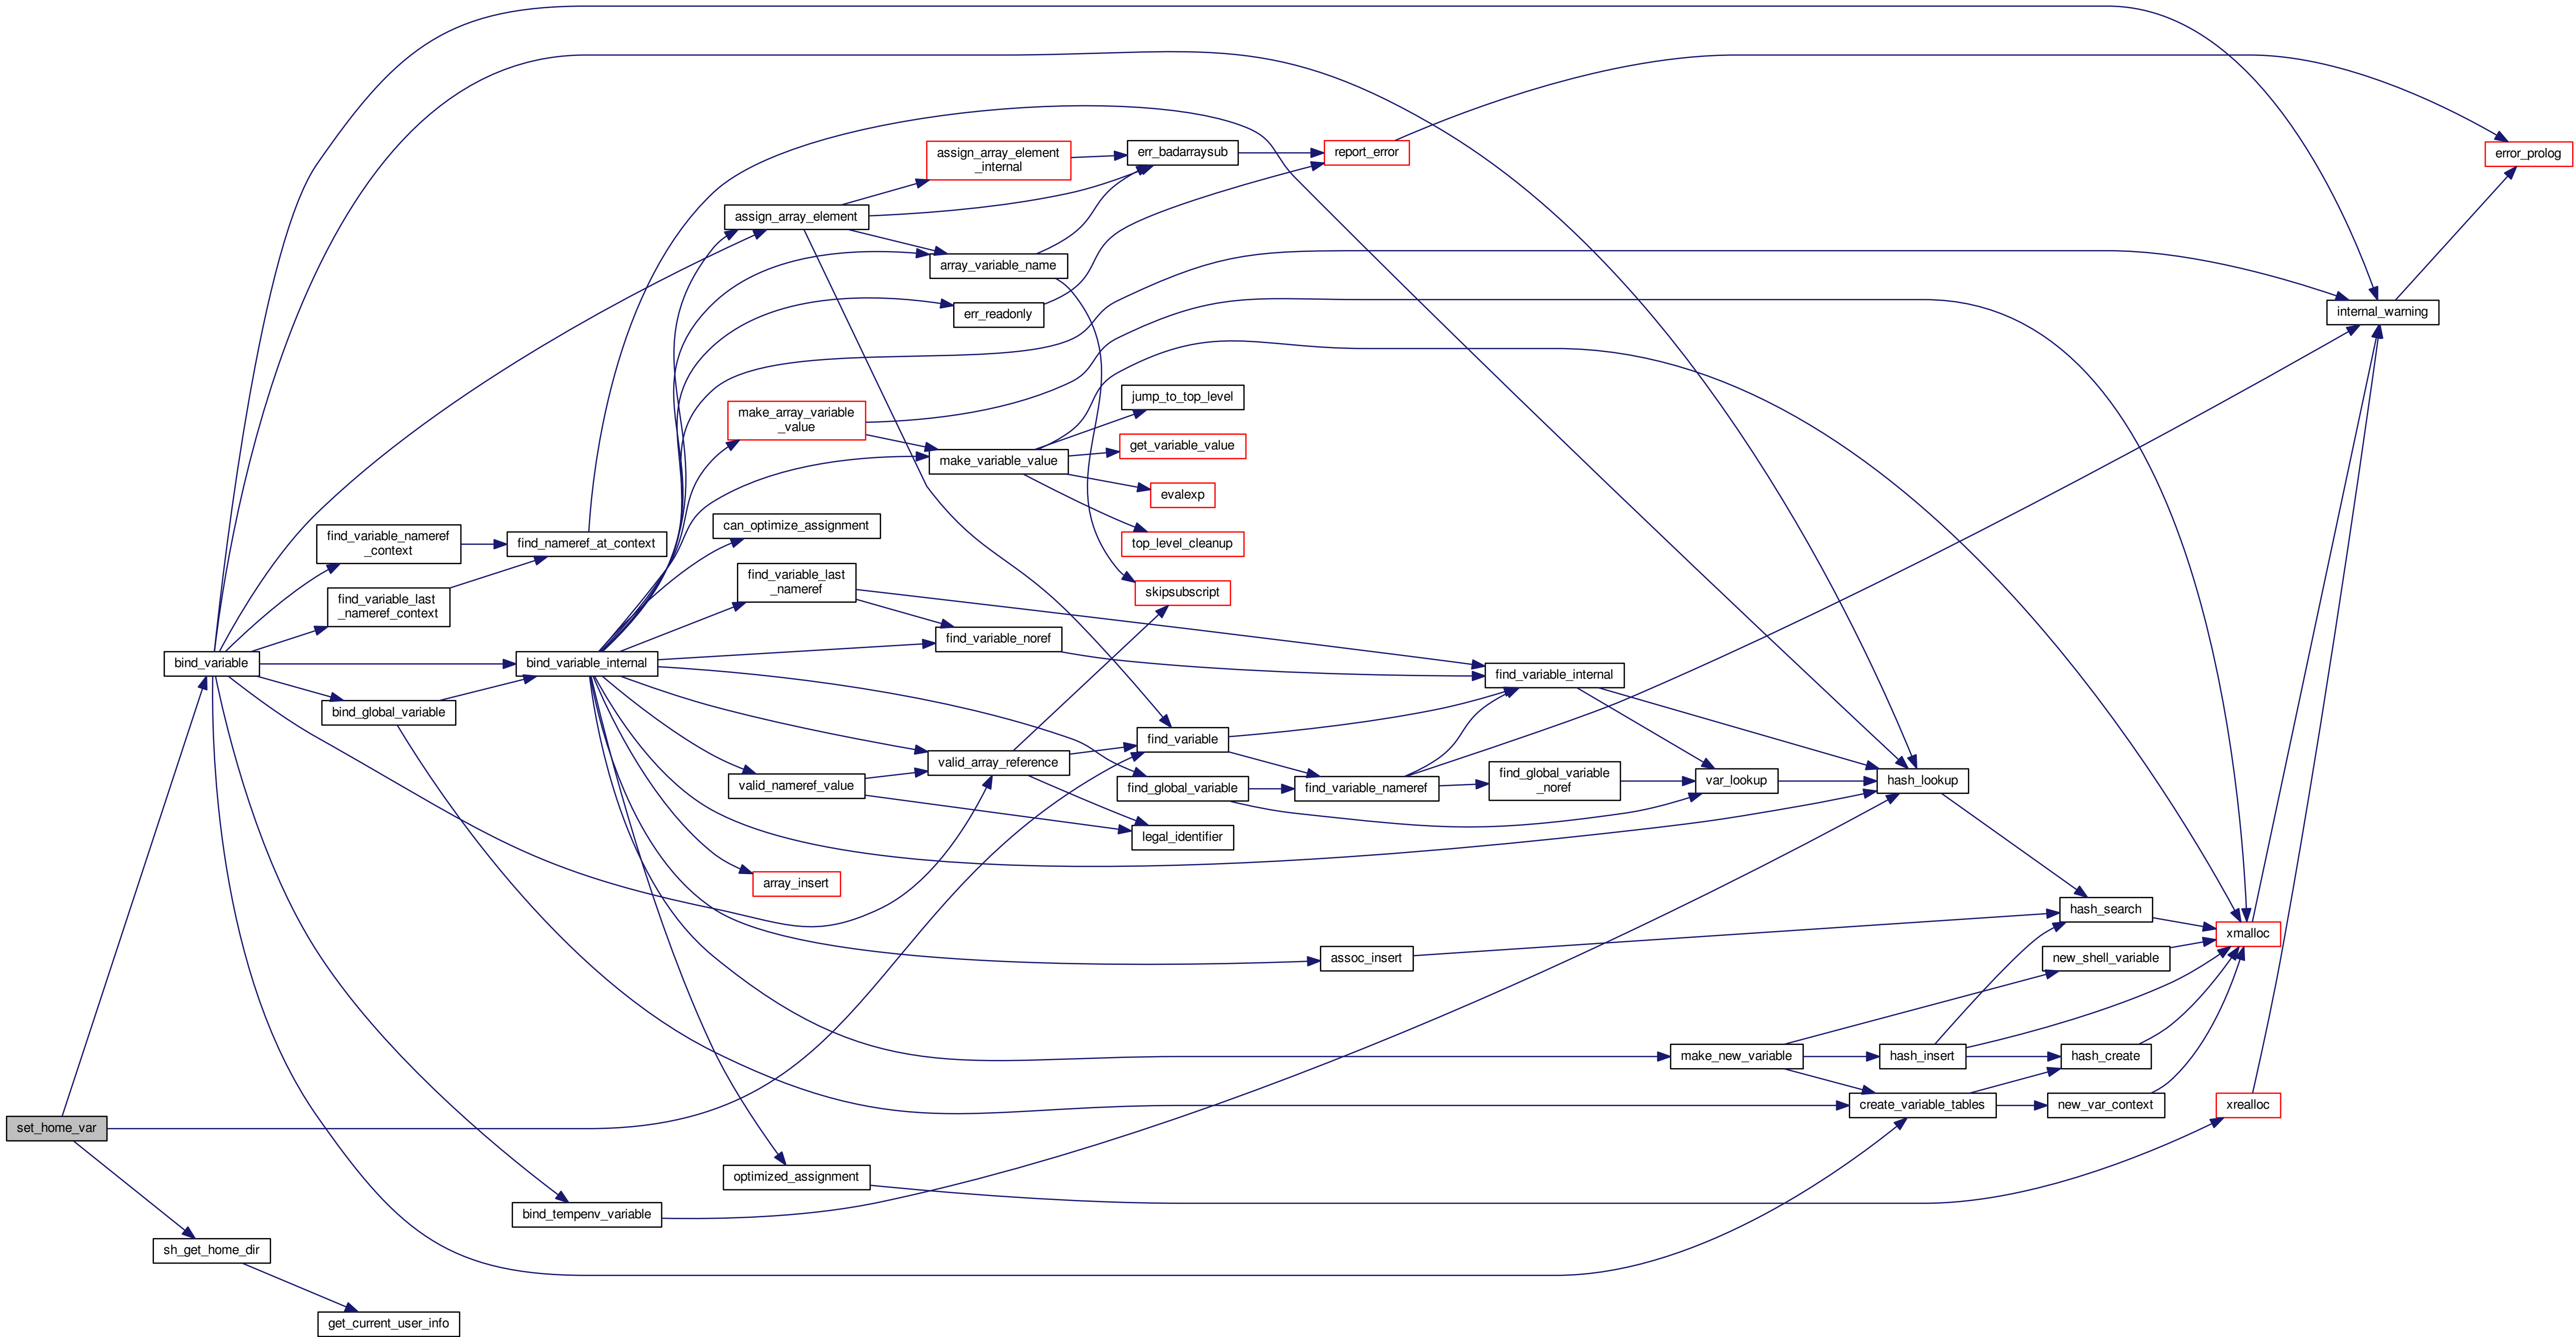 error_prolog
assign_array_element
_internal
err_badarraysub
report_error
assign_array_element
array_variable_name
internal_warning
err_readonly
jump_to_top_level
make_array_variable
_value
get_variable_value
make_variable_value
evalexp
can_optimize_assignment
find_variable_nameref
_context
find_nameref_at_context
top_level_cleanup
find_variable_last
_nameref
skipsubscript
find_variable_last
_nameref_context
find_variable_noref
bind_variable
bind_variable_internal
find_variable_internal
bind_global_variable
find_variable
valid_array_reference
find_global_variable
_noref
var_lookup
hash_lookup
valid_nameref_value
find_global_variable
find_variable_nameref
legal_identifier
array_insert
hash_search
xmalloc
assoc_insert
new_shell_variable
make_new_variable
hash_insert
hash_create
create_variable_tables
new_var_context
xrealloc
set_home_var
optimized_assignment
bind_tempenv_variable
sh_get_home_dir
get_current_user_info